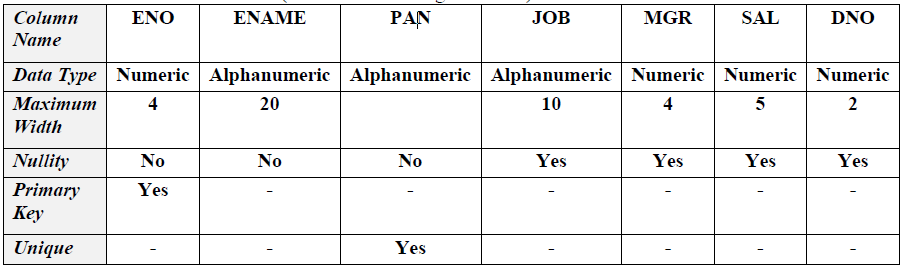 Column Name ENO ENAME PAN JOB MGR SAL DNO
Data Type Numeric Alphanumeric Alphanumeric Alphanumeric Numeric Numeric Numeric
Maximum Width 4 20 10 4 5 2
Nullity No No No Yes Yes Yes Yes
Primary Key Yes - - - - - -
Unique - - Yes - - - -